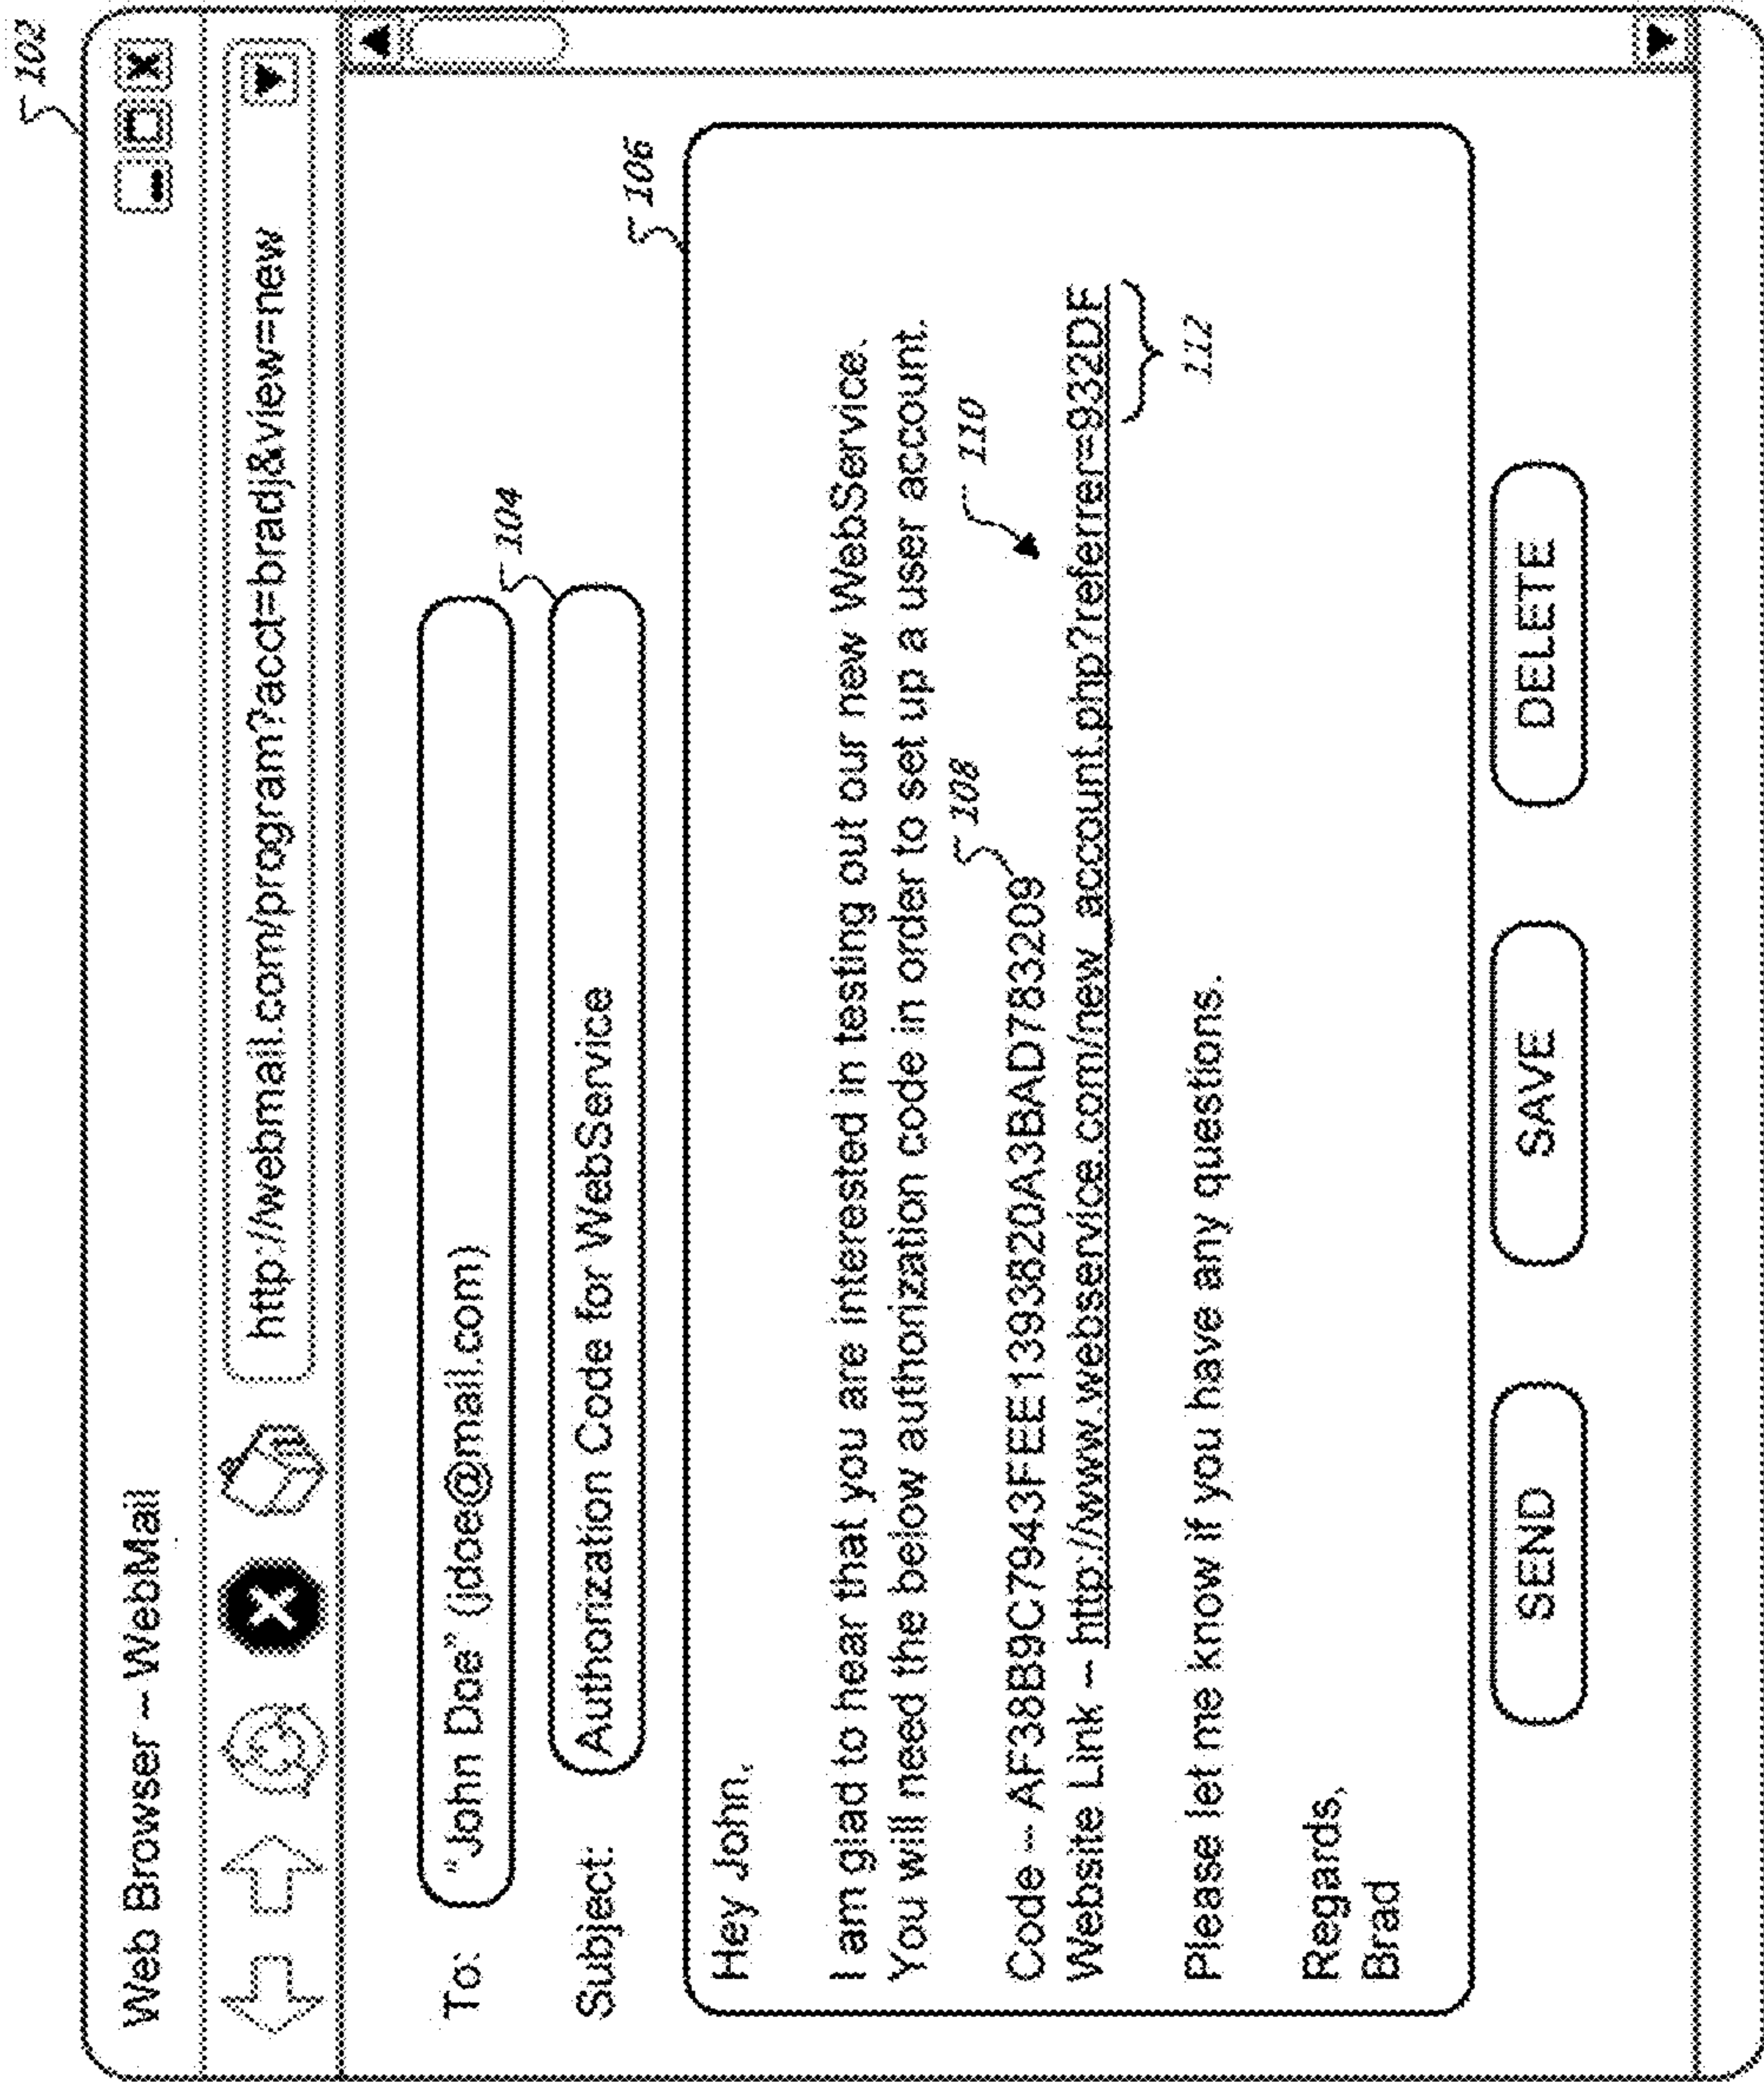 102
Web Browser – WebMail
http://webmail.com/program?acct=bradj&view=new
To: "John Doe" (jdoe@mail.com)
104
Subject: Authorization Code for WebService
106
Hey John,
I am glad to hear that you are interested in testing out our new WebService.
You will need the below authorization code in order to set up a user account.
108
110
Code – AF38B9C7943FEE1393820A3BAD783209
Website Link – http://www.webservice.com/new_account.php?referrer=932DF
112
Please let me know if you have any questions.
Regards,
Brad
SEND SAVE DELETE